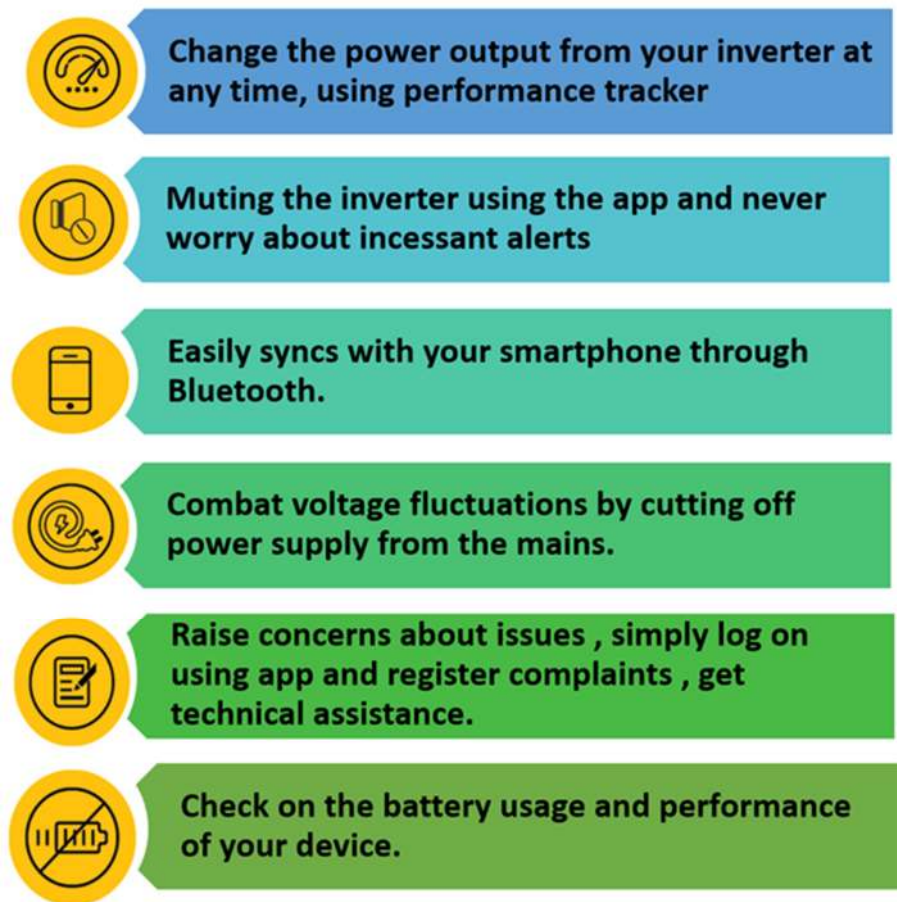 Change the power output from your inverter at
any time, using performance tracker
Muting the inverter using the app and never
worry about incessant alerts
Easily syncs with your smartphone through
Bluetooth.
Combat voltage fluctuations by cutting off
power supply from the mains.
Raise concerns about issues , simply log on
using app and register complaints , get
technical assistance.
Check on the battery usage and performance
of your device.